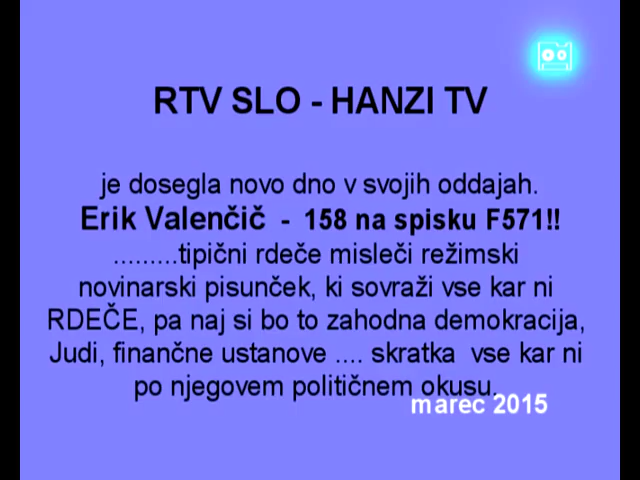 RTV SLO - HANZI TV
je dosegla novo dno v svojih oddajah.
Erik Valenčič - 158 na spisku F571!!
.........tipični rdeče misleči režimski
novinarski pisunček, ki sovraži vse kar ni
RDEČE, pa naj si bo to zahodna demokracija,
Judi, finančne ustanove .... skratka vse kar ni
po njegovem političnem okusu.
marec 2015